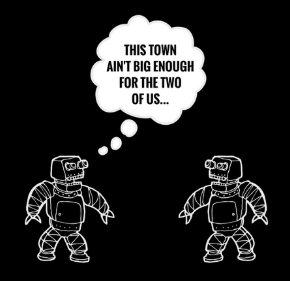 THIS TOWN
AIN'T BIG ENOUGH
FOR THE TWO
OF US...